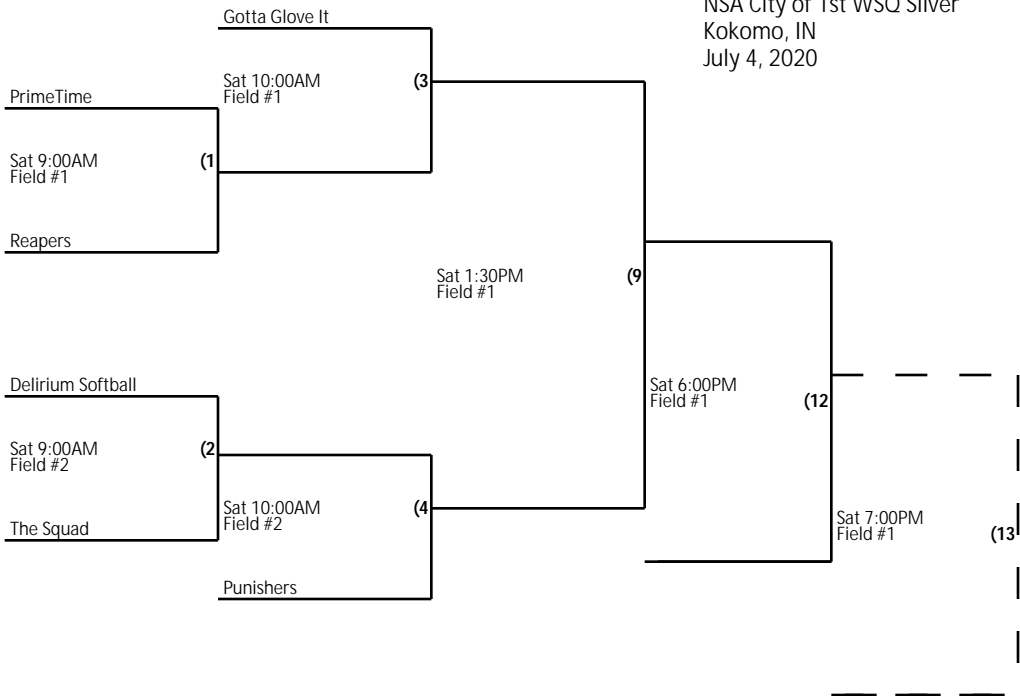 NSA City of 1st WSQ Silver
Kokomo, IN
July 4, 2020
Gotta Glove It
Sat 10:00AM
Field #1
(3
PrimeTime
Sat 9:00AM
Field #1
(1
Reapers
Sat 1:30PM
Field #1
(9
Delirium Softball
Sat 9:00AM
Field #2
(2
The Squad
Sat 10:00AM
Field #2
(4
Punishers
Sat 6:00PM
Field #1
(12
Sat 7:00PM
Field #1
(13